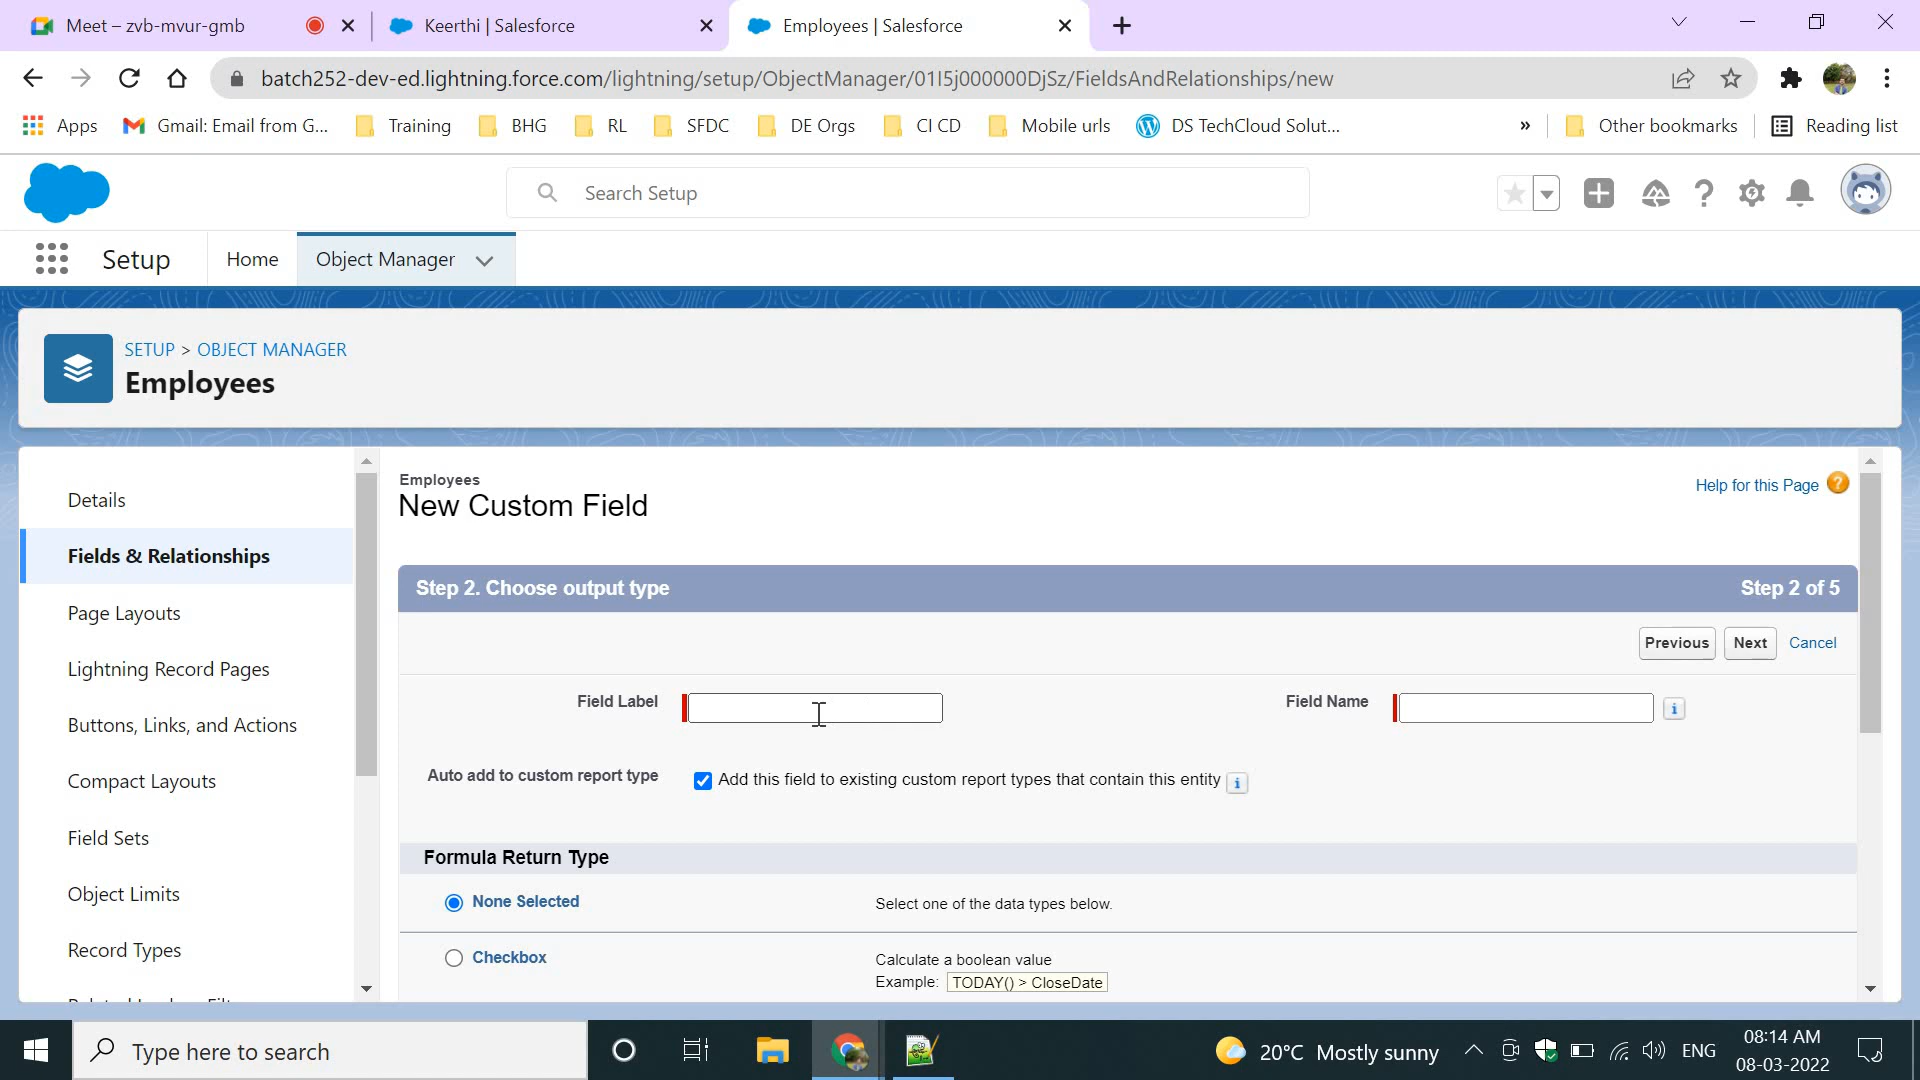 Meet – zvb-mvur-gmb
Keerthi | Salesforce
Employees | Salesforce
batch252-dev-ed.lightning.force.com/lightning/setup/ObjectManager/01I5j000000DjSz/FieldsAndRelationships/new
Apps
Gmail: Email from G...
Training
BHG
RL
SFDC
DE Orgs
CI CD
Mobile urls
DS TechCloud Solut...
»
Other bookmarks
Reading list
Search Setup
Setup
Home
Object Manager
SETUP > OBJECT MANAGER
Employees
Details
Fields & Relationships
Page Layouts
Lightning Record Pages
Buttons, Links, and Actions
Compact Layouts
Field Sets
Object Limits
Record Types
Employees
New Custom Field
Help for this Page
Step 2. Choose output type
Step 2 of 5
Previous
Next
Cancel
Field Label
Field Name
Auto add to custom report type
Add this field to existing custom report types that contain this entity
Formula Return Type
None Selected
Select one of the data types below.
Checkbox
Calculate a boolean value
Example: TODAY() > CloseDate
Type here to search
20°C Mostly sunny
ENG
08:14 AM
08-03-2022